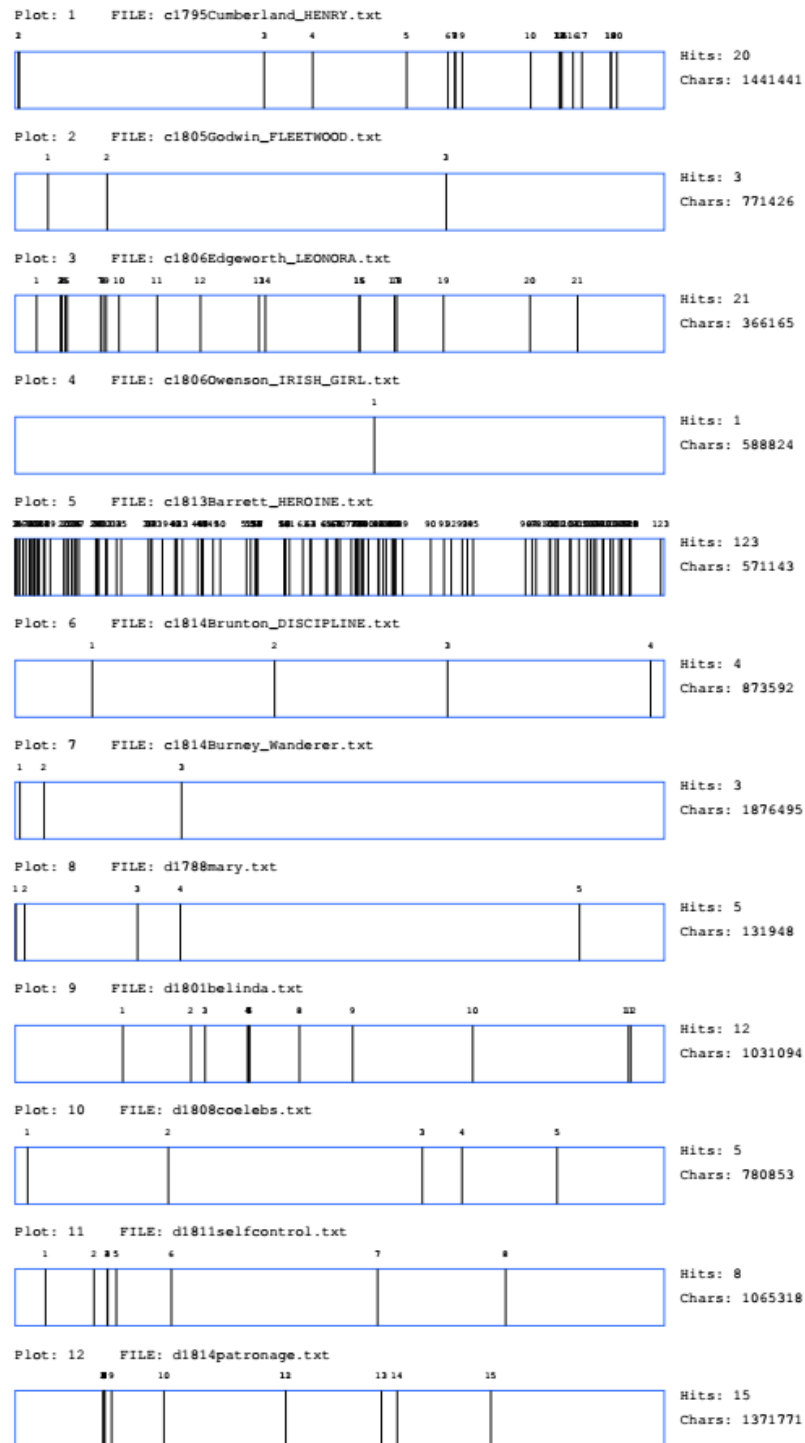 Plot: 1 FILE: c1795Cumberland_HENRY.txt
3 4 5 9 10
Hits: 20
Chars: 1441441
Plot: 2 FILE: c1805Godwin_FLEETWOOD.txt
1 2 3
Hits: 3
Chars: 771426
Plot: 3 FILE: c1806Edgeworth_LEONORA.txt
1 10 11 12 14 19 20 21
Hits: 21
Chars: 366165
Plot: 4 FILE: c1806Owenson_IRISH_GIRL.txt
1
Hits: 1
Chars: 588824
Plot: 5 FILE: c1813Barrett_HEROINE.txt
90 123
Hits: 123
Chars: 571143
Plot: 6 FILE: c1814Brunton_DISCIPLINE.txt
1 2 3 4
Hits: 4
Chars: 873592
Plot: 7 FILE: c1814Burney_Wanderer.txt
1 2 3
Hits: 3
Chars: 1876495
Plot: 8 FILE: d1788mary.txt
1 2 3 4 5
Hits: 5
Chars: 131948
Plot: 9 FILE: d1801belinda.txt
1 2 3 8 9 10
Hits: 12
Chars: 1031094
Plot: 10 FILE: d1808coelebs.txt
1 2 3 4 5
Hits: 5
Chars: 780853
Plot: 11 FILE: d1811selfcontrol.txt
1 2 5 6 7 8
Hits: 8
Chars: 1065318
Plot: 12 FILE: d1814patronage.txt
9 10 12 13 14 15
Hits: 15
Chars: 1371771